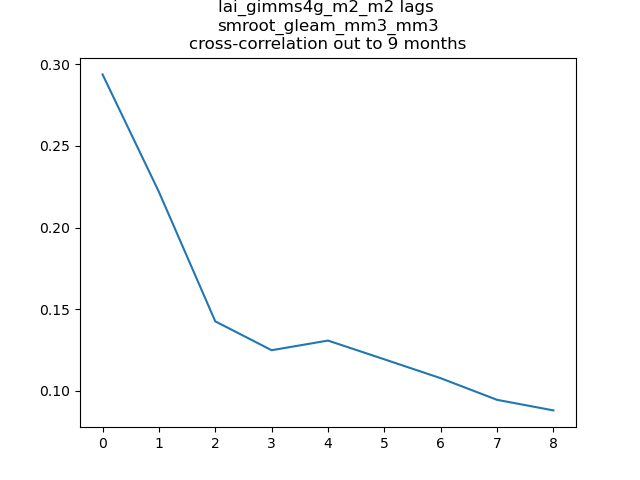 lai_gimms4g_m2_m2 lags
smroot_gleam_mm3_mm3
cross-correlation out to 9 months
0.30
0.25
0.20
0.15
0.10
0 1 2 3 4 5 6 7 8